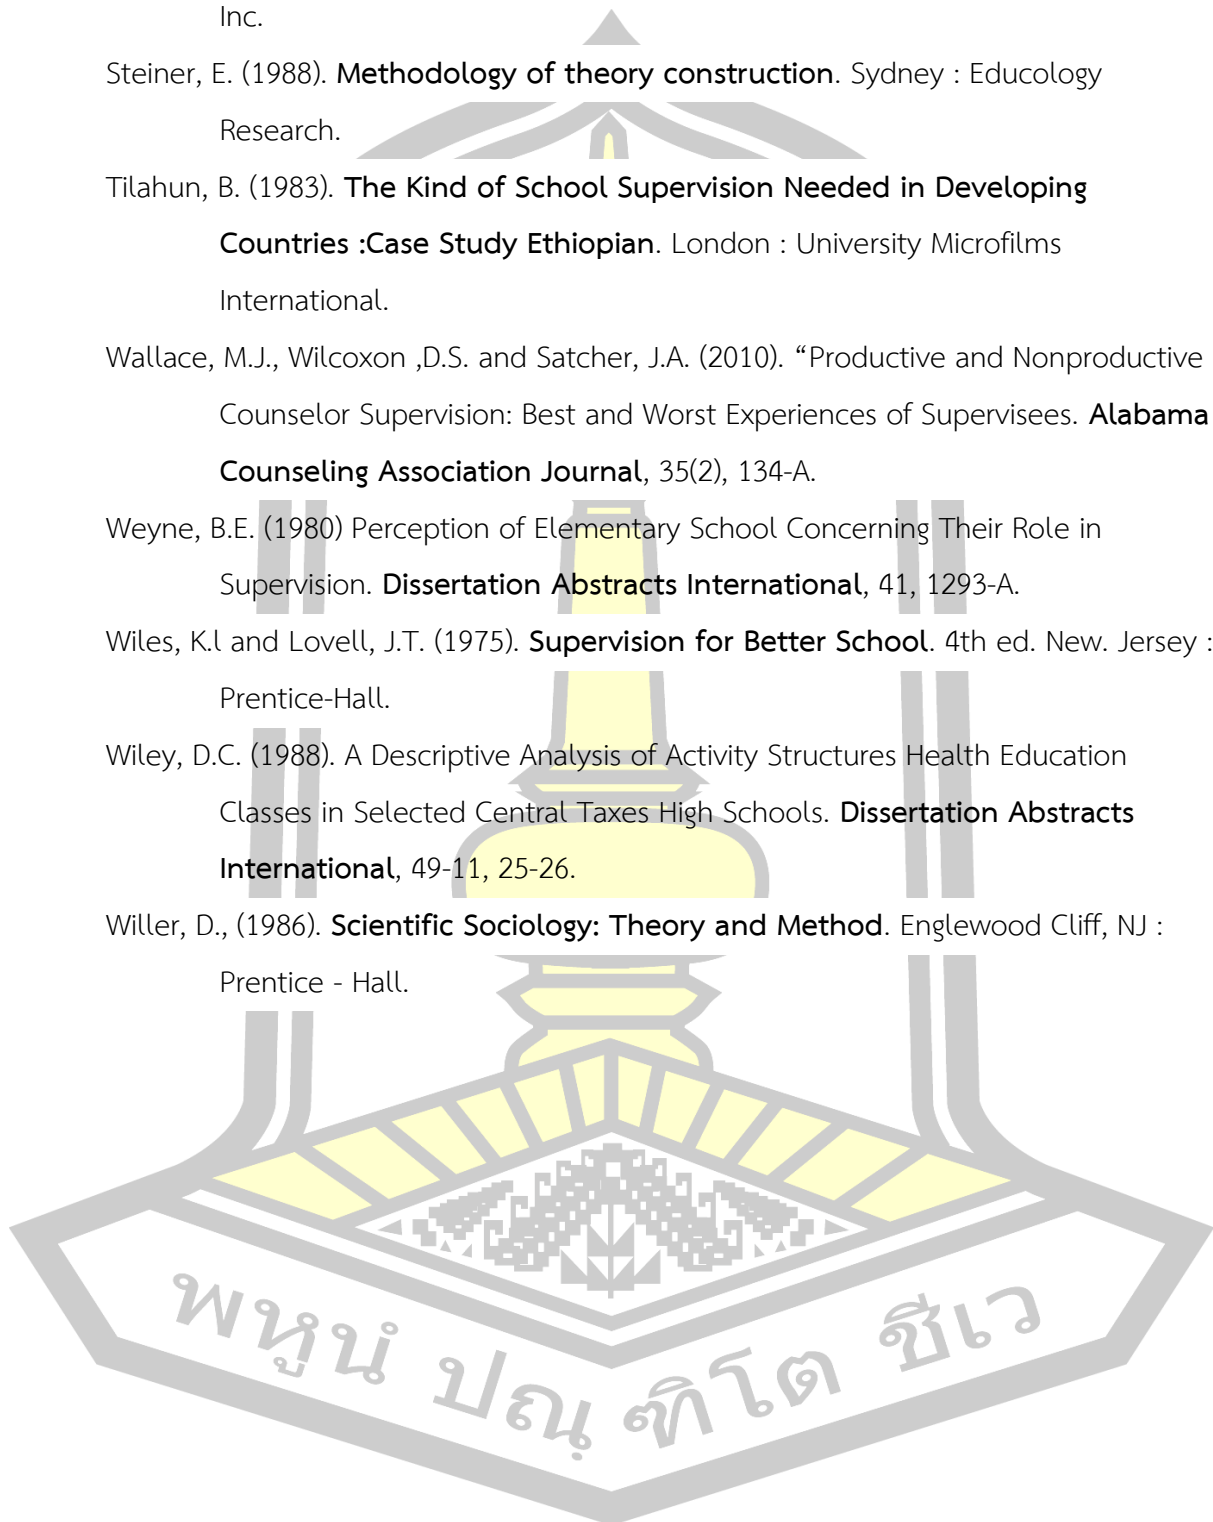 Inc.
Steiner, E. (1988). Methodology of theory construction. Sydney : Educology
Research.
Tilahun, B. (1983). The Kind of School Supervision Needed in Developing
Countries :Case Study Ethiopian. London : University Microfilms
International.
Wallace, M.J., Wilcoxon ,D.S. and Satcher, J.A. (2010). “Productive and Nonproductive
Counselor Supervision: Best and Worst Experiences of Supervisees. Alabama
Counseling Association Journal, 35(2), 134-A.
Weyne, B.E. (1980) Perception of Elementary School Concerning Their Role in
Supervision. Dissertation Abstracts International, 41, 1293-A.
Wiles, K.l and Lovell, J.T. (1975). Supervision for Better School. 4th ed. New. Jersey :
Prentice-Hall.
Wiley, D.C. (1988). A Descriptive Analysis of Activity Structures Health Education
Classes in Selected Central Taxes High Schools. Dissertation Abstracts
International, 49-11, 25-26.
Willer, D., (1986). Scientific Sociology: Theory and Method. Englewood Cliff, NJ :
Prentice - Hall.
พหูนํ ปณฺฑิโต ชีเว